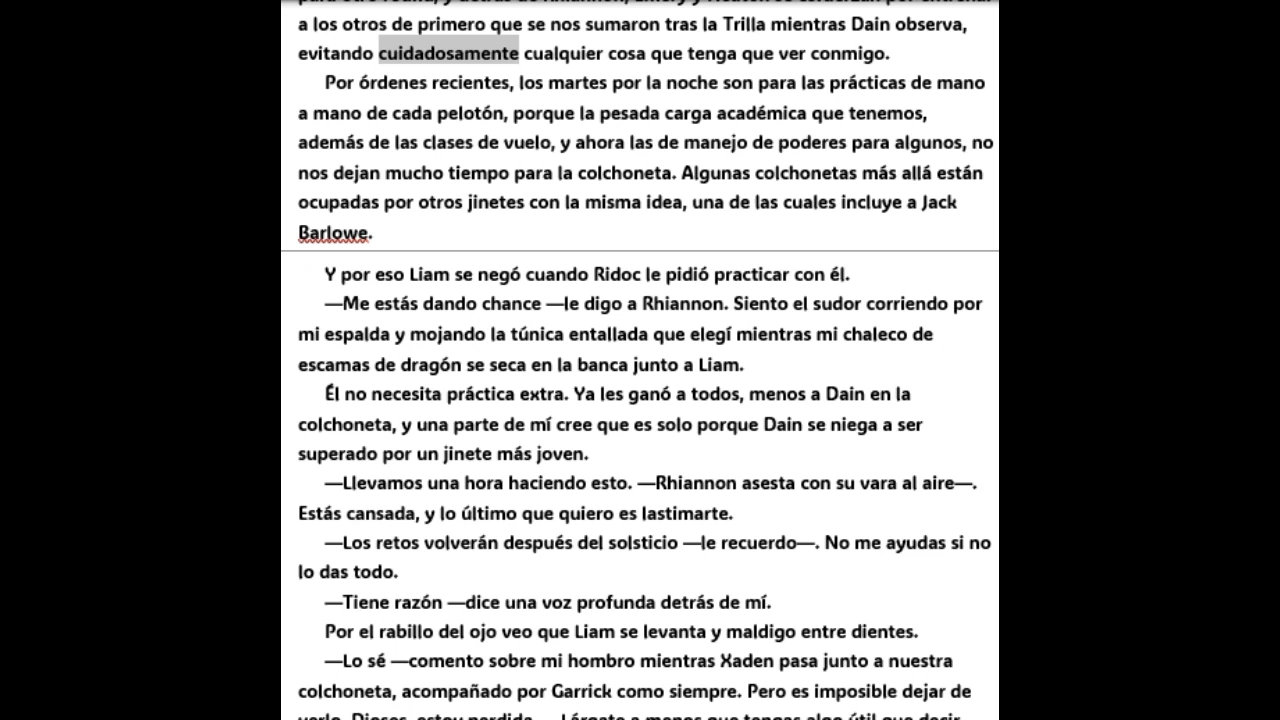 a los otros de primero que se nos sumaron tras la Trilla mientras Dain observa,
evitando cuidadosamente cualquier cosa que tenga que ver conmigo.
Por órdenes recientes, los martes por la noche son para las prácticas de mano
a mano de cada pelotón, porque la pesada carga académica que tenemos,
además de las clases de vuelo, y ahora las de manejo de poderes para algunos, no
nos dejan mucho tiempo para la colchoneta. Algunas colchonetas más allá están
ocupadas por otros jinetes con la misma idea, una de las cuales incluye a Jack
Barlowe.
Y por eso Liam se negó cuando Ridoc le pidió practicar con él.
—Me estás dando chance —le digo a Rhiannon. Siento el sudor corriendo por
mi espalda y mojando la túnica entallada que elegí mientras mi chaleco de
escamas de dragón se seca en la banca junto a Liam.
Él no necesita práctica extra. Ya les ganó a todos, menos a Dain en la
colchoneta, y una parte de mí cree que es solo porque Dain se niega a ser
superado por un jinete más joven.
—Llevamos una hora haciendo esto. —Rhiannon asesta con su vara al aire—.
Estás cansada, y lo último que quiero es lastimarte.
—Los retos volverán después del solsticio —le recuerdo—. No me ayudas si no
lo das todo.
—Tiene razón —dice una voz profunda detrás de mí.
Por el rabillo del ojo veo que Liam se levanta y maldigo entre dientes.
—Lo sé —comento sobre mi hombro mientras Xaden pasa junto a nuestra
colchoneta, acompañado por Garrick como siempre. Pero es imposible dejar de
verlo. Dioses, estoy perdida. —Lárgate a menos que tengas algo útil que decir